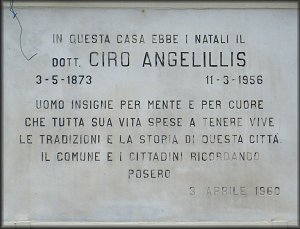 IN QUESTA CASA EBBE I NATALI IL
DOTT. CIRO ANGELILLIS
3-5-1873 11-3-1956
UOMO INSIGNE PER MENTE E PER CUORE
CHE TUTTA SUA VITA SPESE A TENERE VIVE
LE TRADIZIONI E LA STORIA DI QUESTA CITTÀ.
IL COMUNE E I CITTADINI RICORDANDO
POSERO
3 APRILE 1960